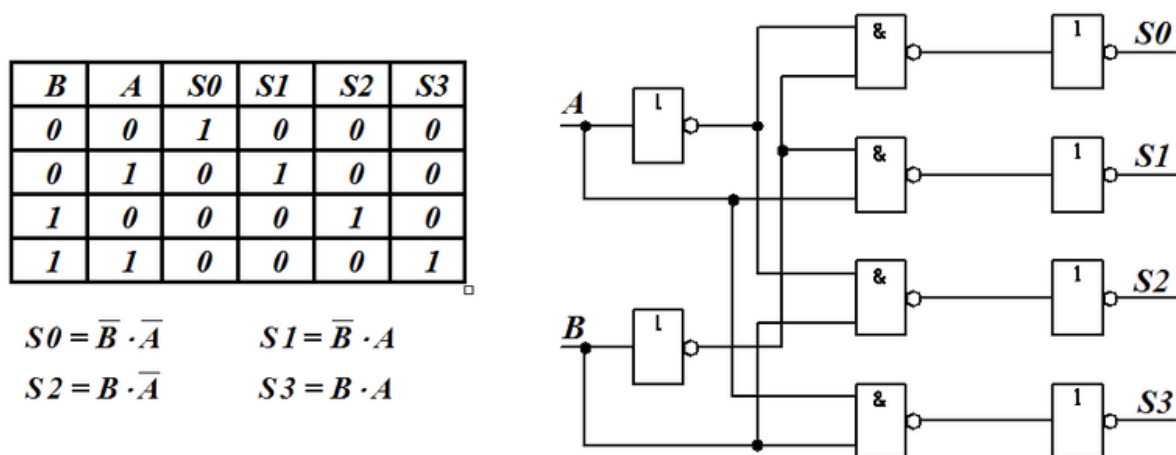 B A S0 S1 S2 S3
0 0 1 0 0 0
0 1 0 1 0 0
1 0 0 0 1 0
1 1 0 0 0 1
S0 = B̅ · A̅
S1 = B̅ · A
S2 = B · A̅
S3 = B · A
& 1 S0
A 1
& 1 S1
& 1 S2
B 1
& 1 S3